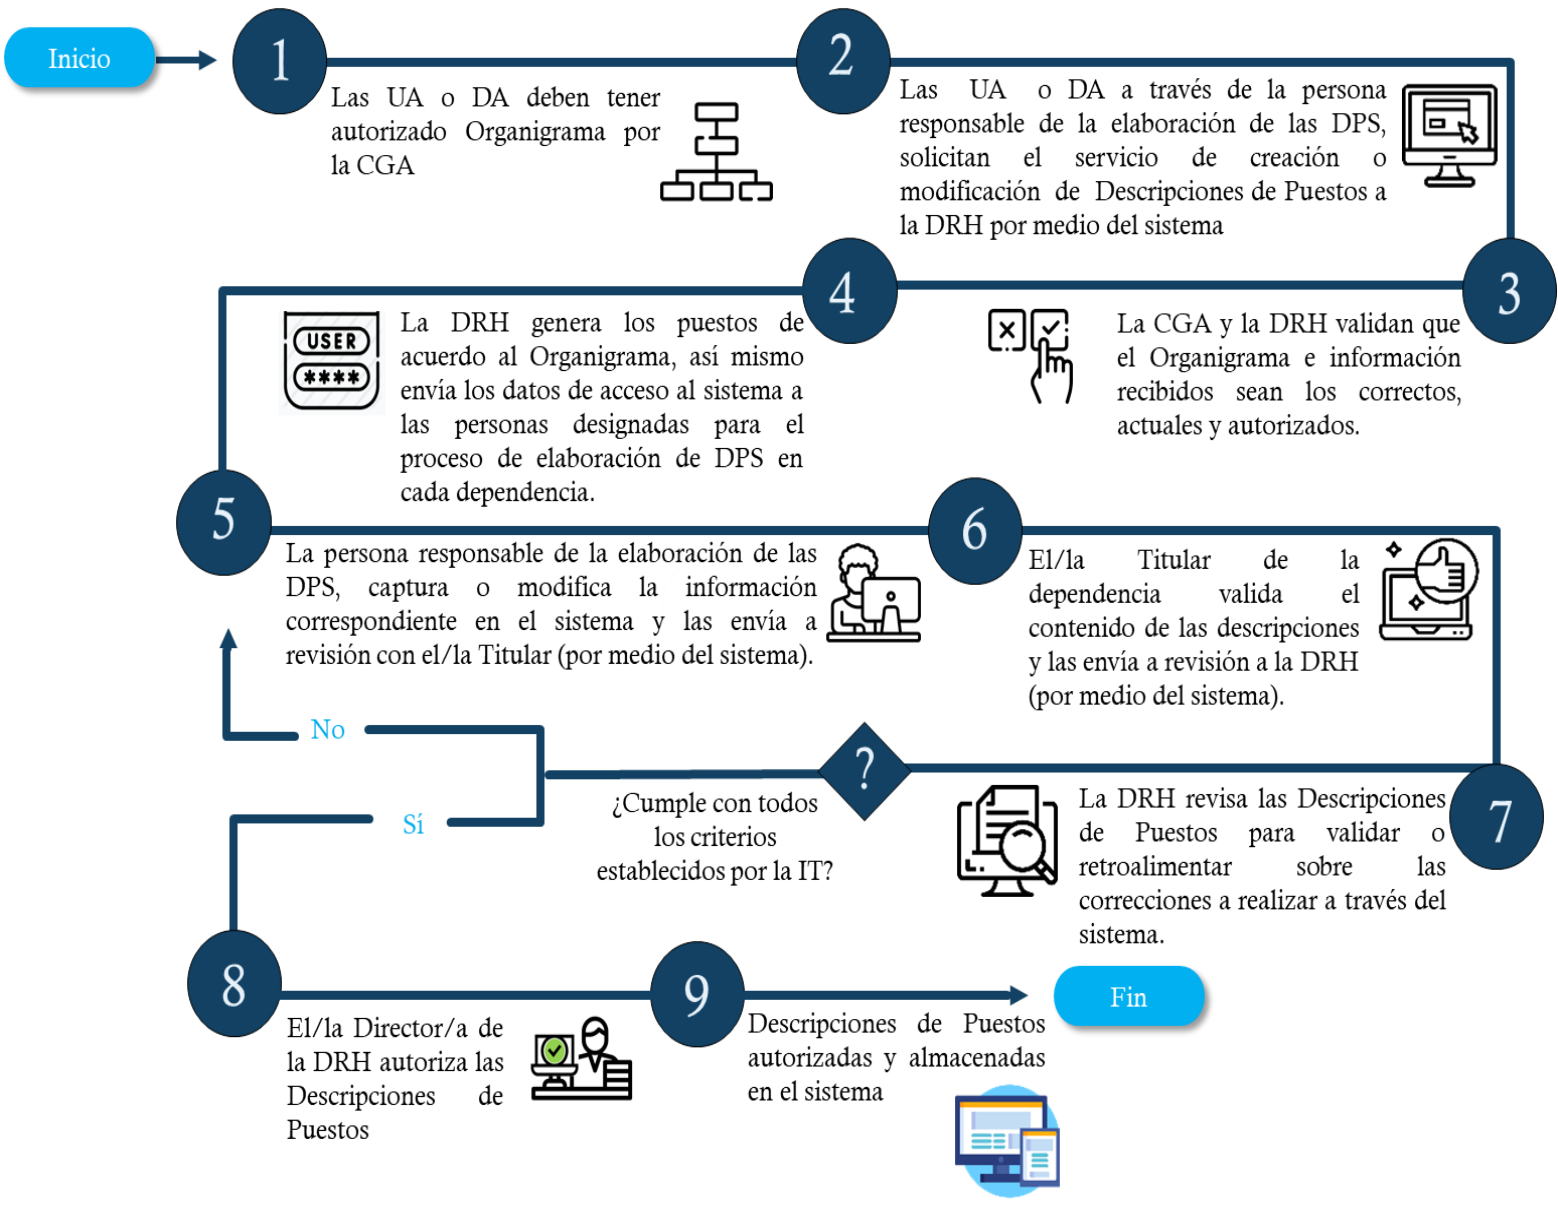 Inicio
1
Las UA o DA deben tener
autorizado Organigrama por
la CGA
2
Las UA o DA a través de la persona
responsable de la elaboración de las DPS,
solicitan el servicio de creación o
modificación de Descripciones de Puestos a
la DRH por medio del sistema
3
La CGA y la DRH validan que
el Organigrama e información
recibidos sean los correctos,
actuales y autorizados.
4
USER
****
La DRH genera los puestos de
acuerdo al Organigrama, así mismo
envía los datos de acceso al sistema a
las personas designadas para el
proceso de elaboración de DPS en
cada dependencia.
5
La persona responsable de la elaboración de las
DPS, captura o modifica la información
correspondiente en el sistema y las envía a
revisión con el/la Titular (por medio del sistema).
6
El/la Titular de la
dependencia valida el
contenido de las descripciones
y las envía a revisión a la DRH
(por medio del sistema).
7
La DRH revisa las Descripciones
de Puestos para validar o
retroalimentar sobre las
correcciones a realizar a través del
sistema.
?
¿Cumple con todos
los criterios
establecidos por la IT?
No
Sí
8
El/la Director/a de
la DRH autoriza las
Descripciones de
Puestos
9
Descripciones de Puestos
autorizadas y almacenadas
en el sistema
Fin